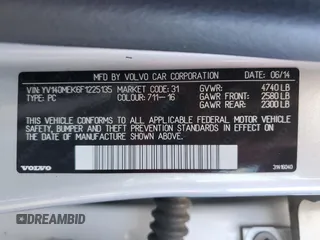 MFD BY VOLVO CAR CORPORATION DATE 06/14
VIN: YV140MEK6F1225135 MARKET CODE: 31 GVWR: 4740 LB
TYPE: PC COLOUR: 711-16 GAWR FRONT: 2580 LB
GAWR REAR: 2300 LB
THIS VEHICLE CONFORMS TO ALL APPLICABLE FEDERAL MOTOR VEHICLE
SAFETY, BUMPER AND THEFT PREVENTION STANDARDS IN EFFECT
ON THE DATE OF MANUFACTURE SHOWN ABOVE.
VOLVO
DREAMBID